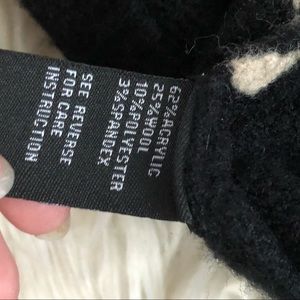 62%ACRYLIC
25%WOOL
10%POLYESTER
3%SPANDEX
SEE REVERSE
FOR CARE
INSTRUCTION